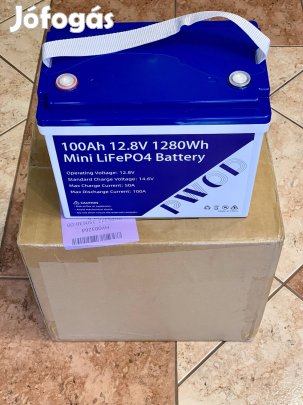 Jófogás
100Ah 12.8V 1280Wh
Mini LiFePO4 Battery
Operating Voltage: 12.8V
Standard Charge Voltage: 14.6V
Max Charge Current: 50A
Max Discharge Current: 100A
CAUTION